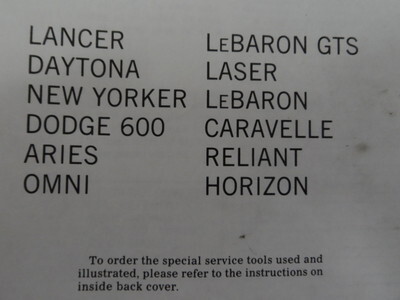 LANCER LEBARON GTS
DAYTONA LASER
NEW YORKER LEBARON
DODGE 600 CARAVELLE
ARIES RELIANT
OMNI HORIZON
To order the special service tools used and
illustrated, please refer to the instructions on
inside back cover.